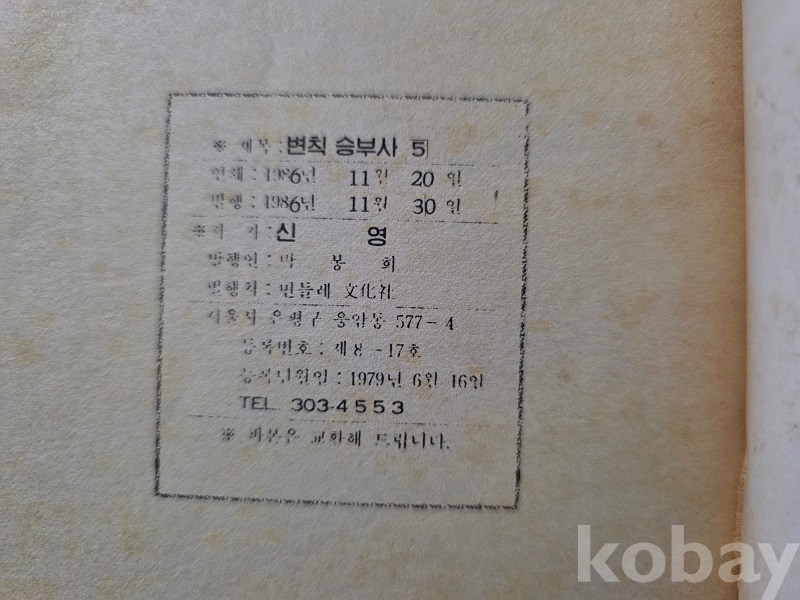 ※ 제목 : 변칙 승부사 5
인쇄 : 1986년 11월 20일
발행 : 1986년 11월 30일
※ 저 자 : 신 영
발행인 : 박 봉 희
발행처 : 민들레 文化社
서울시 은평구 응암동 577-4
등록번호 : 제 8-17호
등록년월일 : 1979년 6월 16일
TEL. 303-4553
※ 파본은 교환해 드립니다.
kobay